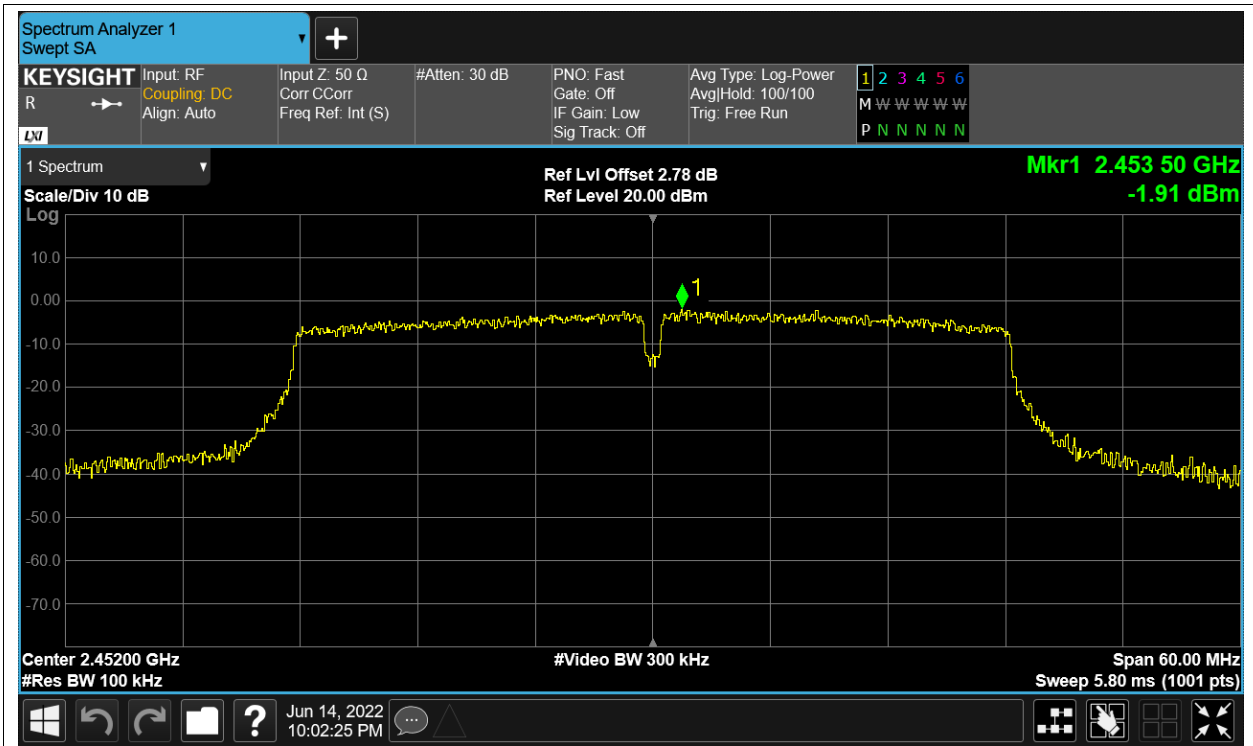 Spectrum Analyzer 1
Swept SA
+
KEYSIGHT
R
LXI
Input: RF
Coupling: DC
Align: Auto
Input Z: 50 Ω
Corr CCorr
Freq Ref: Int (S)
#Atten: 30 dB
PNO: Fast
Gate: Off
IF Gain: Low
Sig Track: Off
Avg Type: Log-Power
Avg|Hold: 100/100
Trig: Free Run
1 2 3 4 5 6
M W W W W W
P N N N N N
1 Spectrum
Scale/Div 10 dB
Log
Ref Lvl Offset 2.78 dB
Ref Level 20.00 dBm
Mkr1 2.453 50 GHz
-1.91 dBm
10.0
0.00
-10.0
-20.0
-30.0
-40.0
-50.0
-60.0
-70.0
1
Center 2.45200 GHz
#Res BW 100 kHz
#Video BW 300 kHz
Span 60.00 MHz
Sweep 5.80 ms (1001 pts)
?
Jun 14, 2022
10:02:25 PM